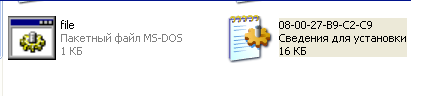 file
Пакетный файл MS-DOS
1 КБ
08-00-27-B9-C2-C9
Сведения для установки
16 КБ